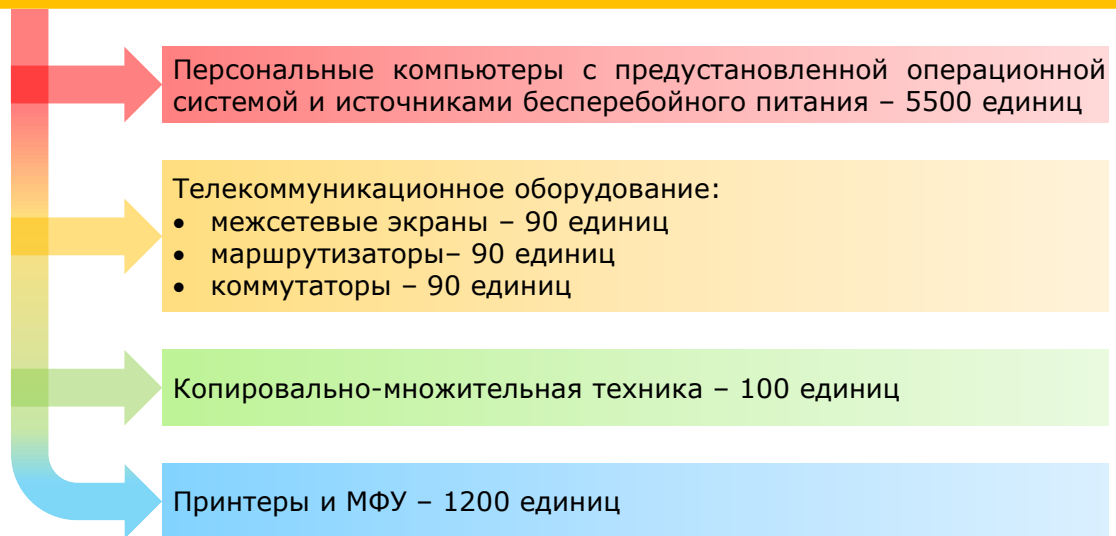 Персональные компьютеры с предустановленной операционной
системой и источниками бесперебойного питания – 5500 единиц
Телекоммуникационное оборудование:
• межсетевые экраны – 90 единиц
• маршрутизаторы– 90 единиц
• коммутаторы – 90 единиц
Копировально-множительная техника – 100 единиц
Принтеры и МФУ – 1200 единиц